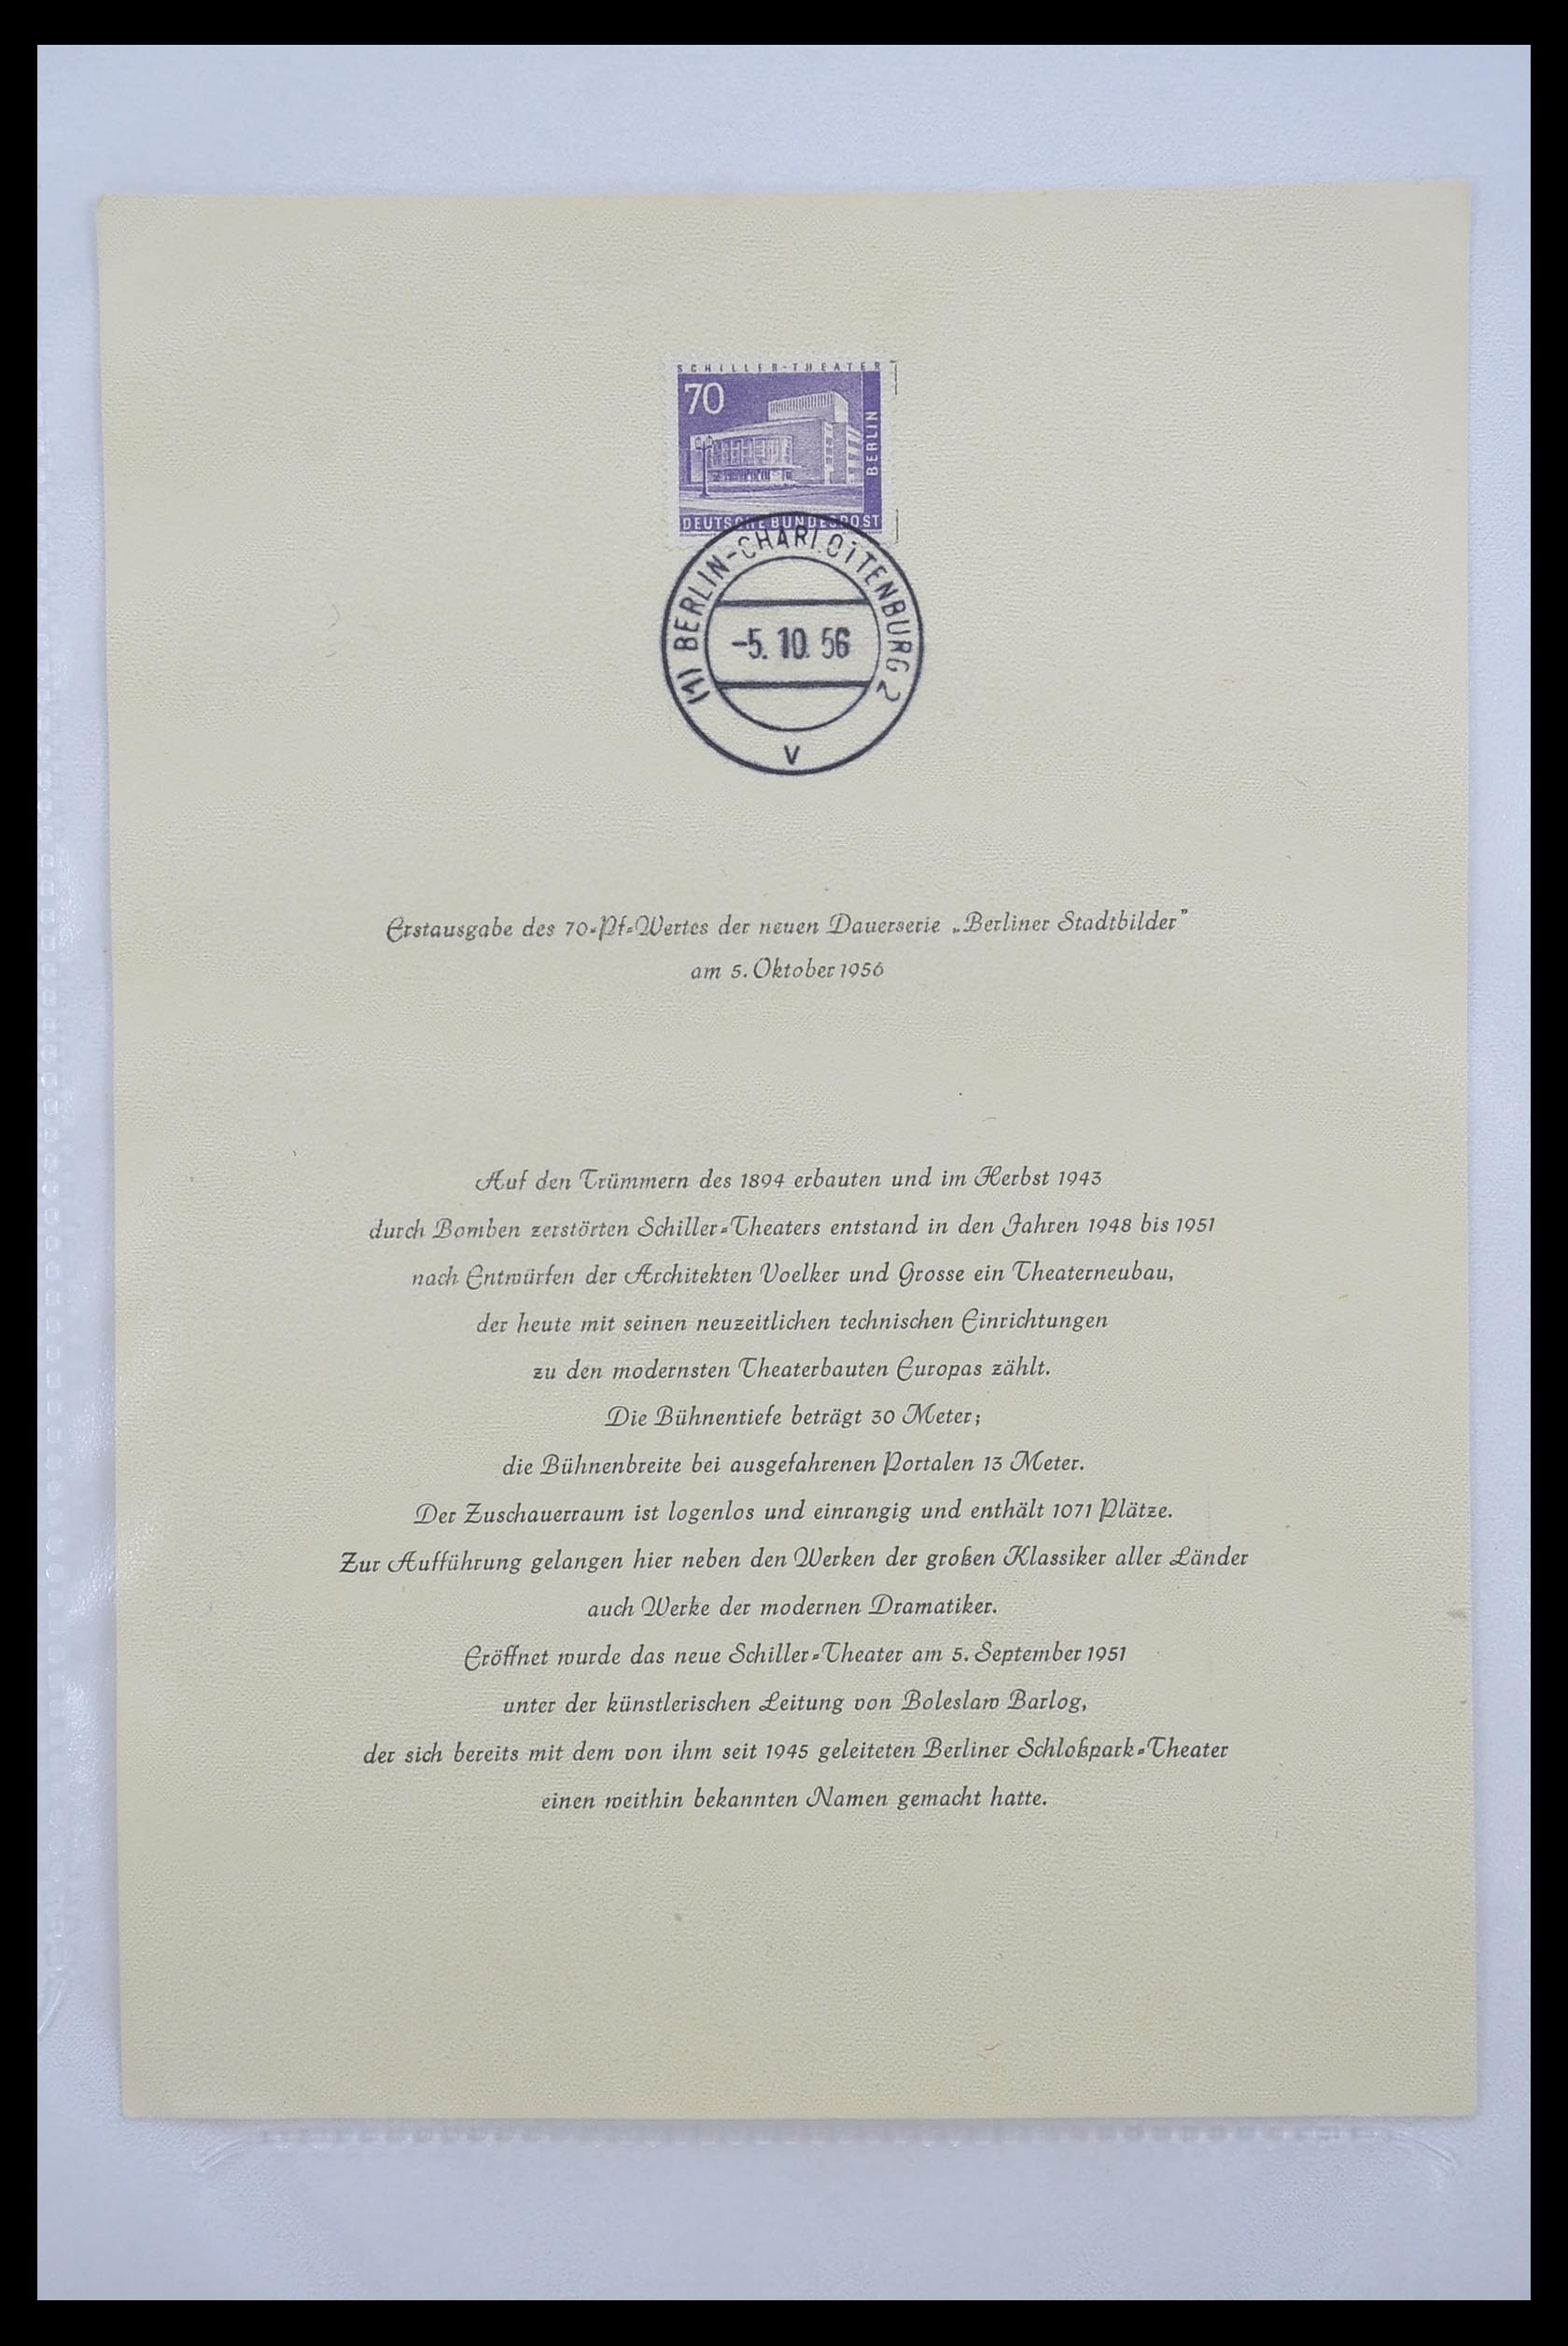 SCHILLER-THEATER
70
BERLIN
DEUTSCHE BUNDESPOST
(1) BERLIN-CHARLOTTENBURG 2
-5. 10. 56
v
Erstausgabe des 70-Pf-Wertes der neuen Dauerserie „Berliner Stadtbilder”
am 5. Oktober 1956
Auf den Trümmern des 1894 erbauten und im Herbst 1943
durch Bomben zerstörten Schiller-Theaters entstand in den Jahren 1948 bis 1951
nach Entwürfen der Architekten Voelker und Grosse ein Theaterneubau,
der heute mit seinen neuzeitlichen technischen Einrichtungen
zu den modernsten Theaterbauten Europas zählt.
Die Bühnentiefe beträgt 30 Meter;
die Bühnenbreite bei ausgefahrenen Portalen 13 Meter.
Der Zuschauerraum ist logenlos und einrangig und enthält 1071 Plätze.
Zur Aufführung gelangen hier neben den Werken der großen Klassiker aller Länder
auch Werke der modernen Dramatiker.
Eröffnet wurde das neue Schiller-Theater am 5. September 1951
unter der künstlerischen Leitung von Boleslaw Barlog,
der sich bereits mit dem von ihm seit 1945 geleiteten Berliner Schloßpark-Theater
einen weithin bekannten Namen gemacht hatte.